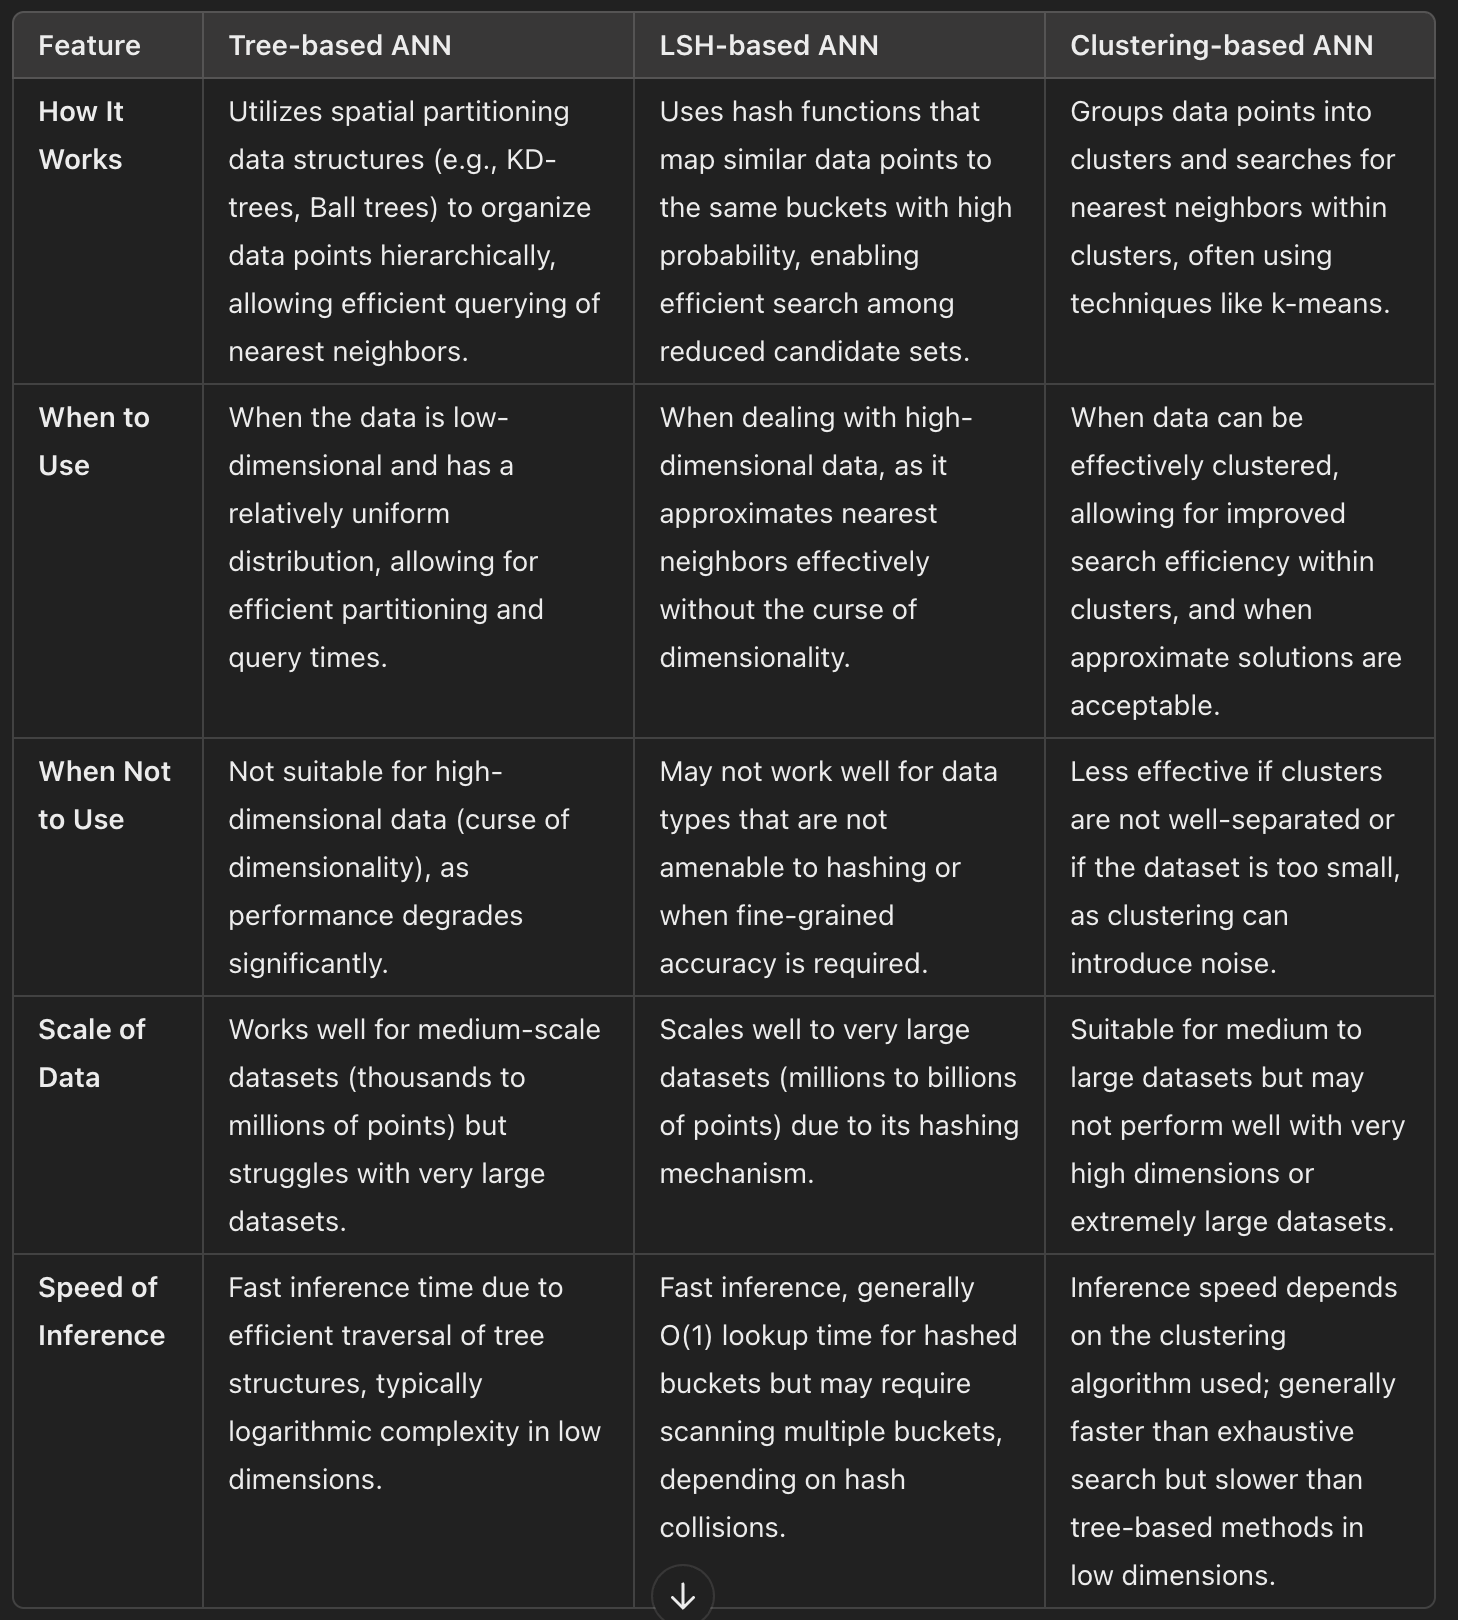 Feature
Tree-based ANN
LSH-based ANN
Clustering-based ANN
How It
Works
Utilizes spatial partitioning
data structures (e.g., KD-
trees, Ball trees) to organize
data points hierarchically,
allowing efficient querying of
nearest neighbors.
Uses hash functions that
map similar data points to
the same buckets with high
probability, enabling
efficient search among
reduced candidate sets.
Groups data points into
clusters and searches for
nearest neighbors within
clusters, often using
techniques like k-means.
When to
Use
When the data is low-
dimensional and has a
relatively uniform
distribution, allowing for
efficient partitioning and
query times.
When dealing with high-
dimensional data, as it
approximates nearest
neighbors effectively
without the curse of
dimensionality.
When data can be
effectively clustered,
allowing for improved
search efficiency within
clusters, and when
approximate solutions are
acceptable.
When Not
to Use
Not suitable for high-
dimensional data (curse of
dimensionality), as
performance degrades
significantly.
May not work well for data
types that are not
amenable to hashing or
when fine-grained
accuracy is required.
Less effective if clusters
are not well-separated or
if the dataset is too small,
as clustering can
introduce noise.
Scale of
Data
Works well for medium-scale
datasets (thousands to
millions of points) but
struggles with very large
datasets.
Scales well to very large
datasets (millions to billions
of points) due to its hashing
mechanism.
Suitable for medium to
large datasets but may
not perform well with very
high dimensions or
extremely large datasets.
Speed of
Inference
Fast inference time due to
efficient traversal of tree
structures, typically
logarithmic complexity in low
dimensions.
Fast inference, generally
O(1) lookup time for hashed
buckets but may require
scanning multiple buckets,
depending on hash
collisions.
Inference speed depends
on the clustering
algorithm used; generally
faster than exhaustive
search but slower than
tree-based methods in
low dimensions.